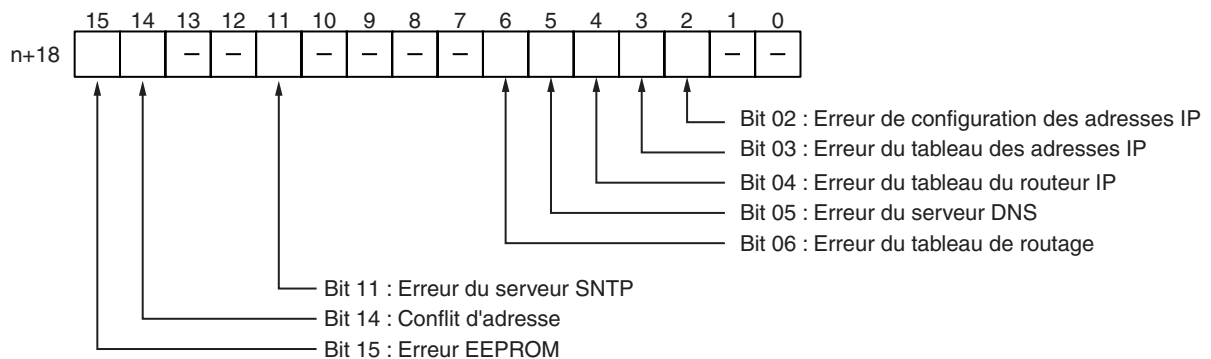 15 14 13 12 11 10 9 8 7 6 5 4 3 2 1 0
n+18 – – – – – – – –
Bit 02 : Erreur de configuration des adresses IP
Bit 03 : Erreur du tableau des adresses IP
Bit 04 : Erreur du tableau du routeur IP
Bit 05 : Erreur du serveur DNS
Bit 06 : Erreur du tableau de routage
Bit 11 : Erreur du serveur SNTP
Bit 14 : Conflit d'adresse
Bit 15 : Erreur EEPROM